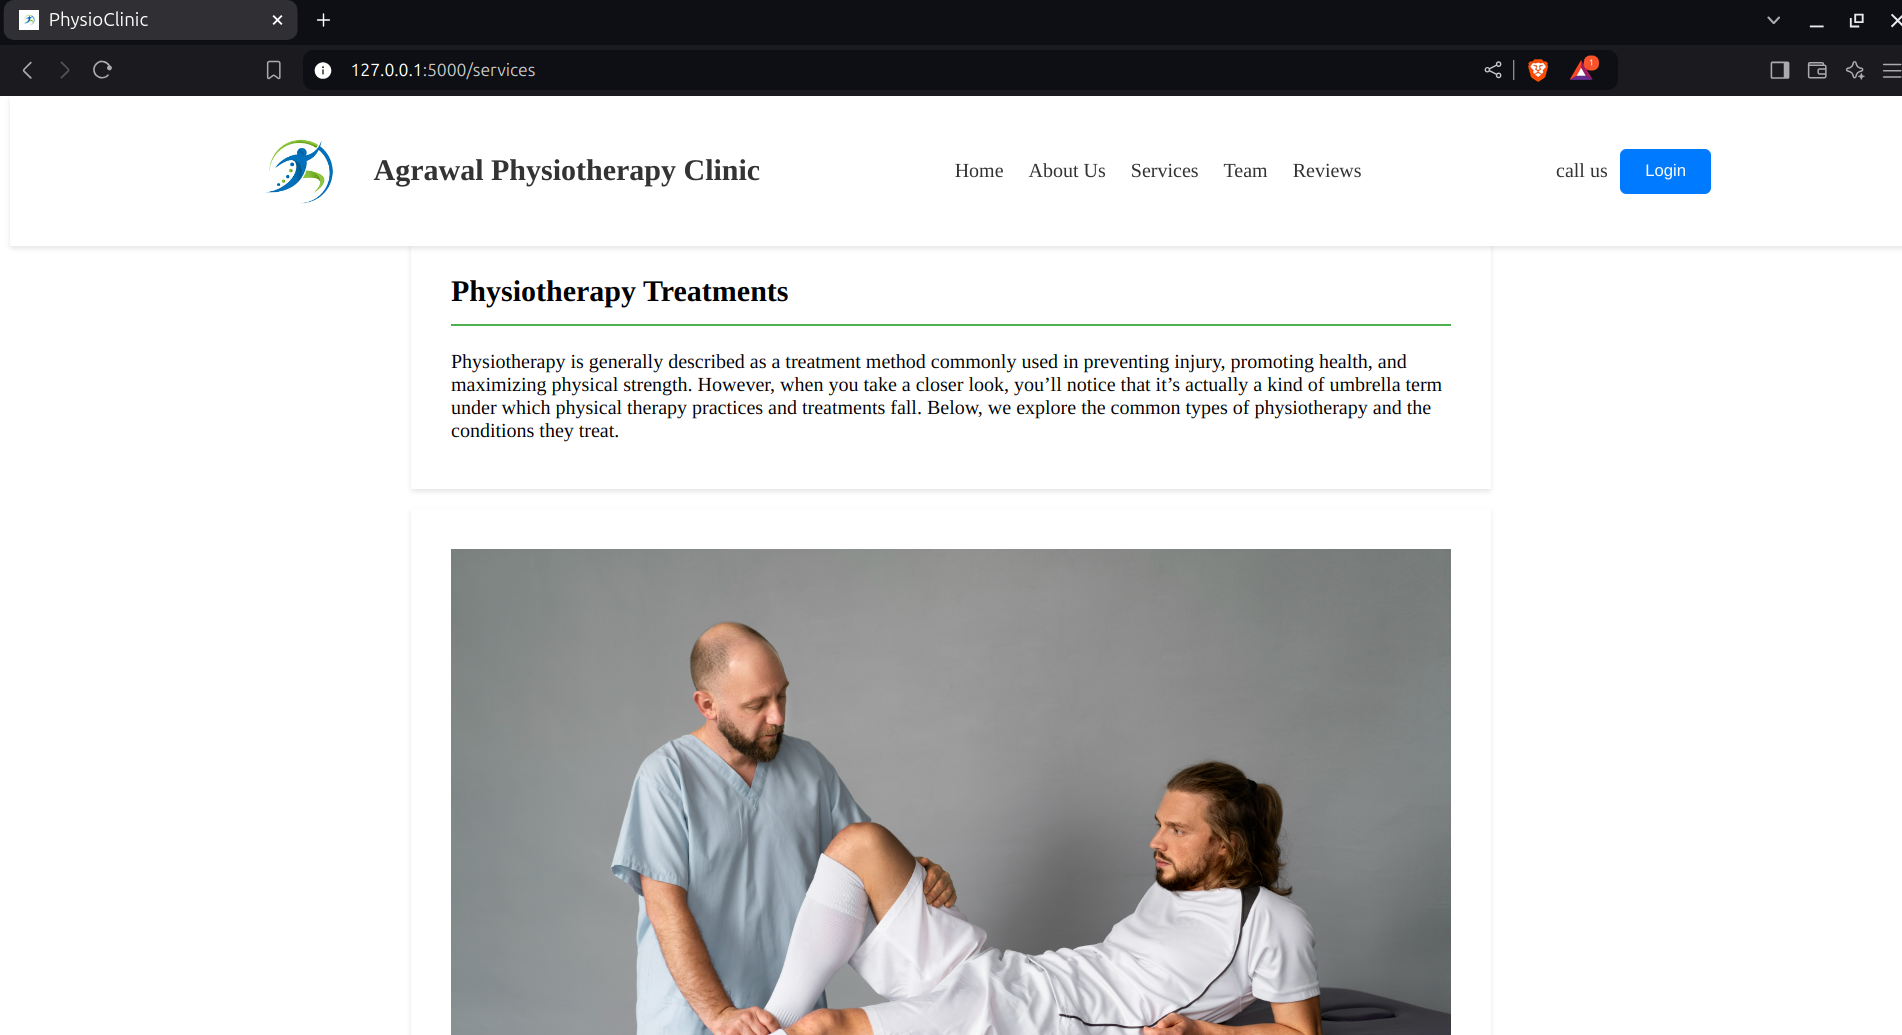 PhysioClinic
127.0.0.1:5000/services
1
Agrawal Physiotherapy Clinic
Home About Us Services Team Reviews
call us Login
Physiotherapy Treatments
Physiotherapy is generally described as a treatment method commonly used in preventing injury, promoting health, and
maximizing physical strength. However, when you take a closer look, you’ll notice that it’s actually a kind of umbrella term
under which physical therapy practices and treatments fall. Below, we explore the common types of physiotherapy and the
conditions they treat.